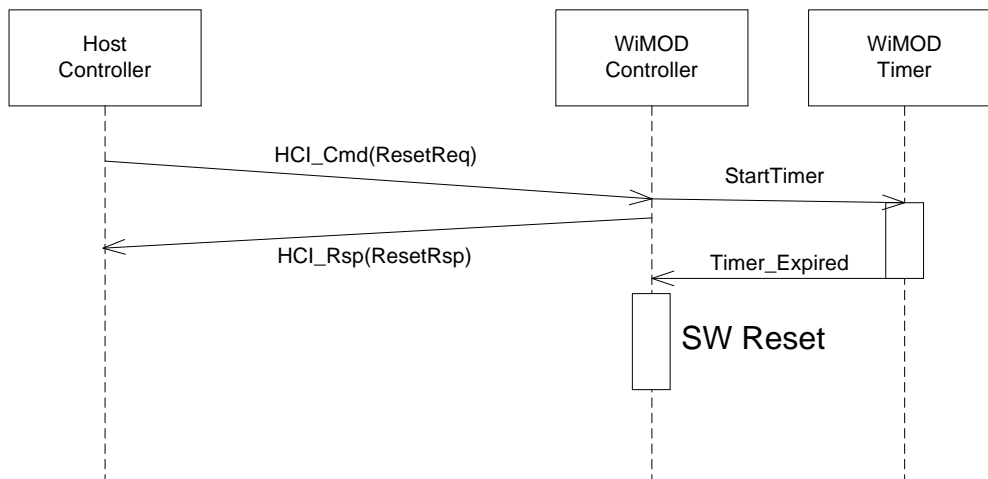 Host
Controller
WiMOD
Controller
WiMOD
Timer
HCI_Cmd(ResetReq)
StartTimer
HCI_Rsp(ResetRsp)
Timer_Expired
SW Reset